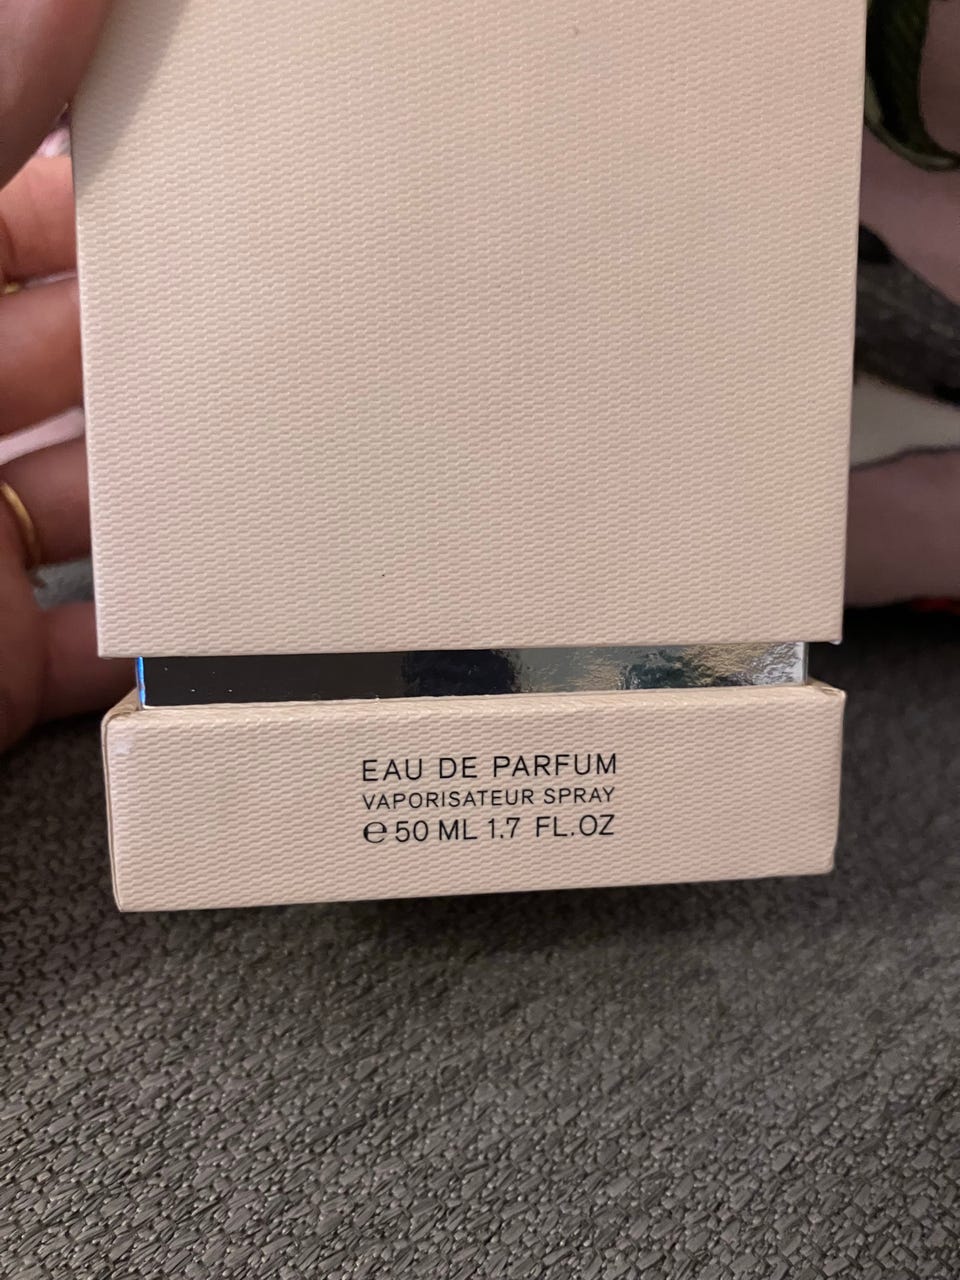 EAU DE PARFUM
VAPORISATEUR SPRAY
℮50 ML 1.7 FL.OZ